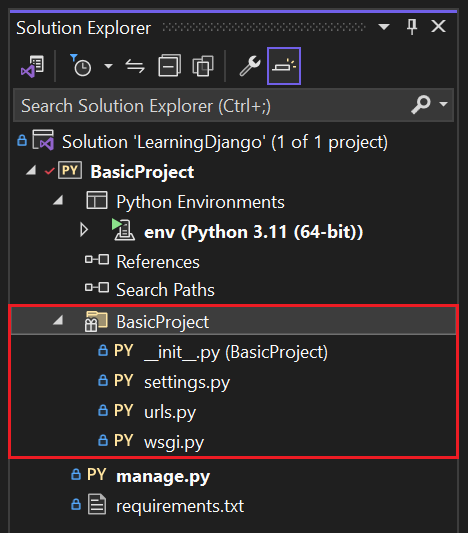 Solution Explorer
Search Solution Explorer (Ctrl+;)
Solution 'LearningDjango' (1 of 1 project)
PY BasicProject
Python Environments
env (Python 3.11 (64-bit))
References
Search Paths
BasicProject
PY __init__.py (BasicProject)
PY settings.py
PY urls.py
PY wsgi.py
PY manage.py
requirements.txt